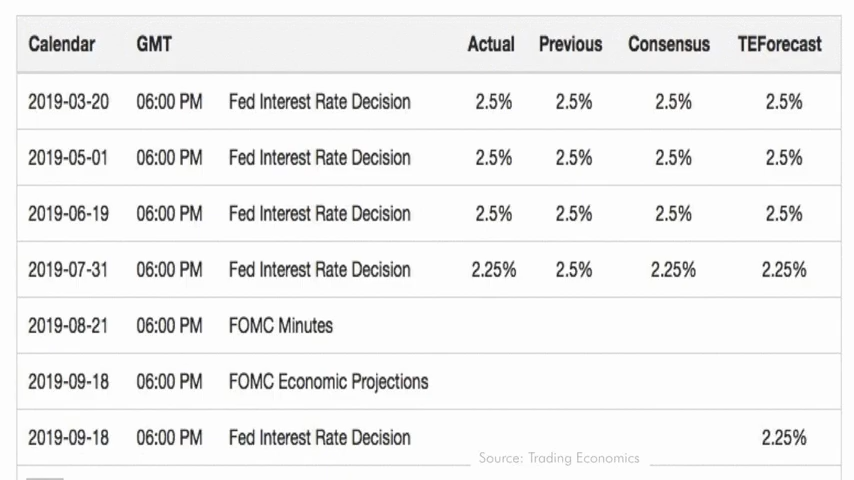 Calendar GMT Actual Previous Consensus TEForecast
2019-03-20 06:00 PM Fed Interest Rate Decision 2.5% 2.5% 2.5% 2.5%
2019-05-01 06:00 PM Fed Interest Rate Decision 2.5% 2.5% 2.5% 2.5%
2019-06-19 06:00 PM Fed Interest Rate Decision 2.5% 2.5% 2.5% 2.5%
2019-07-31 06:00 PM Fed Interest Rate Decision 2.25% 2.5% 2.25% 2.25%
2019-08-21 06:00 PM FOMC Minutes
2019-09-18 06:00 PM FOMC Economic Projections
2019-09-18 06:00 PM Fed Interest Rate Decision 2.25%
Source: Trading Economics